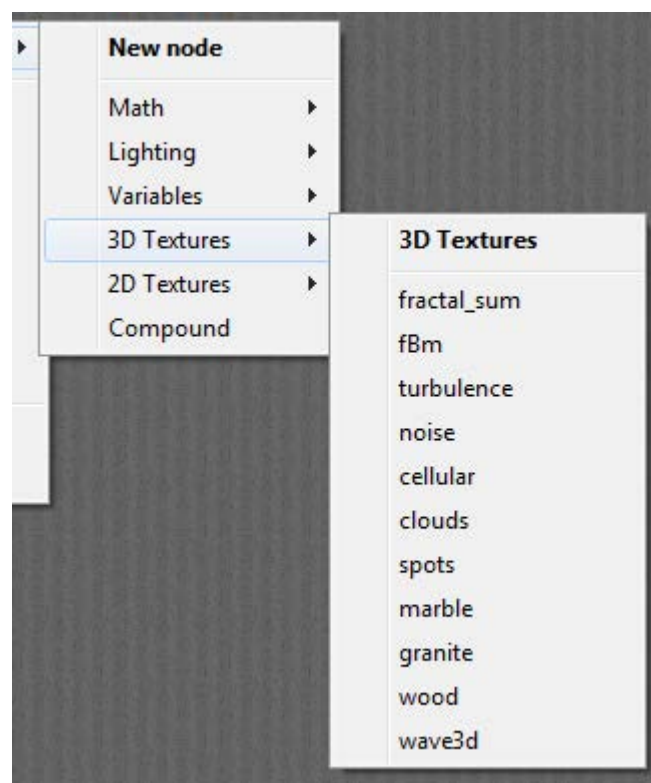 New node
Math
Lighting
Variables
3D Textures
2D Textures
Compound
3D Textures
fractal_sum
fBm
turbulence
noise
cellular
clouds
spots
marble
granite
wood
wave3d